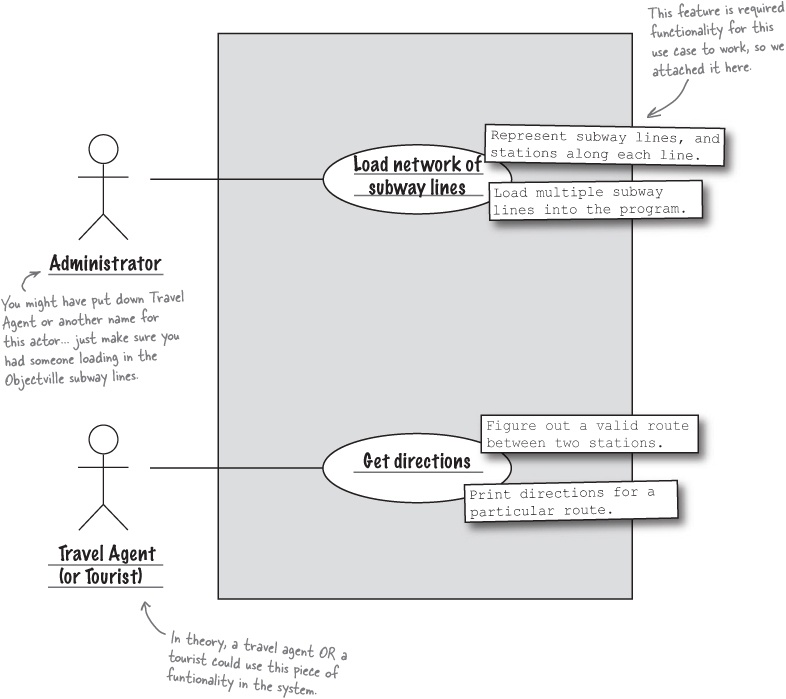 This feature is required
functionality for this
use case to work, so we
attached it here.
Load network of
subway lines
Represent subway lines, and
stations along each line.
Load multiple subway
lines into the program.
Administrator
You might have put down Travel
Agent or another name for
this actor... just make sure you
had someone loading in the
Objectville subway lines.
Get directions
Figure out a valid route
between two stations.
Print directions for a
particular route.
Travel Agent
(or Tourist)
In theory, a travel agent OR a
tourist could use this piece of
funtionality in the system.